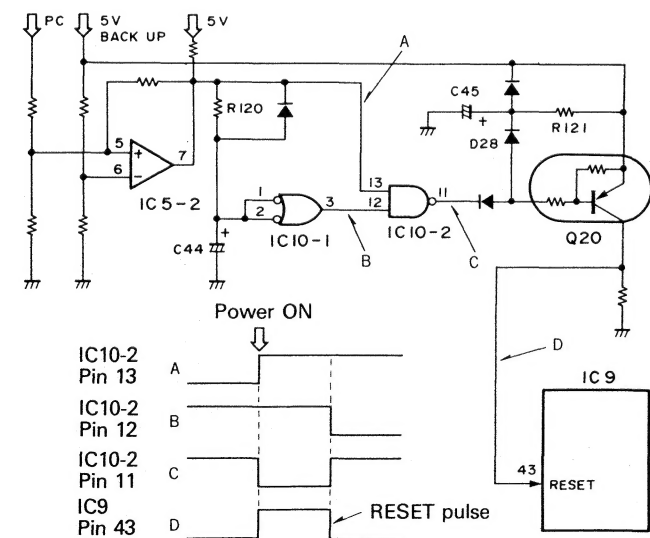 PC
5V
BACK UP
5V
A
C45
+
R120
D28
R121
5
+
6
-
7
IC5-2
13
12
11
1
2
3
IC10-1
IC10-2
Q20
+
C44
B
C
D
Power ON
IC10-2
Pin 13
A
IC10-2
Pin 12
B
IC10-2
Pin 11
C
IC9
Pin 43
D
RESET pulse
IC9
43
RESET